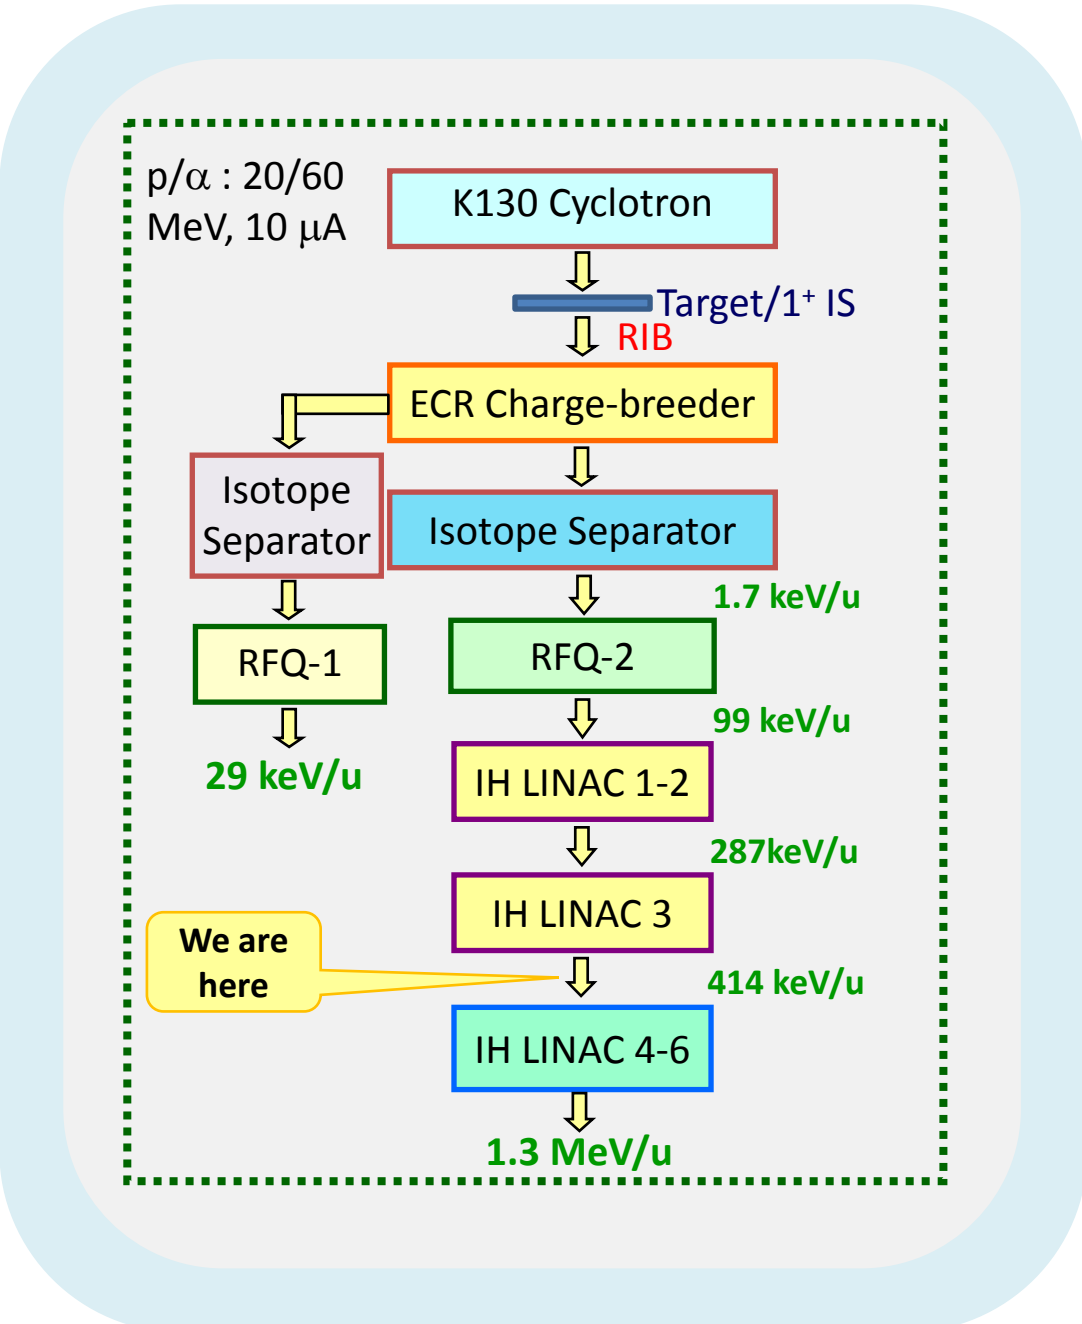 p/α : 20/60
MeV, 10 μA
K130 Cyclotron
Target/1⁺ IS
RIB
ECR Charge-breeder
Isotope
Separator
Isotope Separator
1.7 keV/u
RFQ-1
RFQ-2
29 keV/u
99 keV/u
IH LINAC 1-2
287keV/u
IH LINAC 3
We are
here
414 keV/u
IH LINAC 4-6
1.3 MeV/u